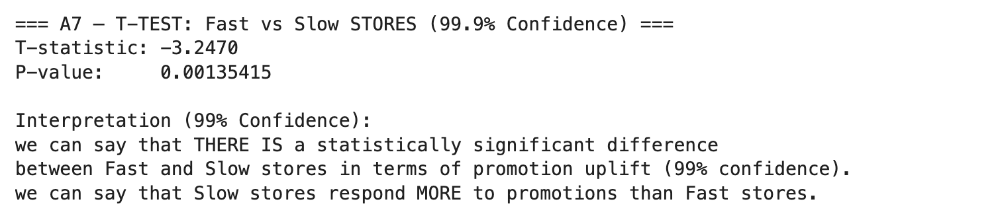 === A7 – T-TEST: Fast vs Slow STORES (99.9% Confidence) ===
T-statistic: -3.2470
P-value:     0.00135415
Interpretation (99% Confidence):
we can say that THERE IS a statistically significant difference
between Fast and Slow stores in terms of promotion uplift (99% confidence).
we can say that Slow stores respond MORE to promotions than Fast stores.